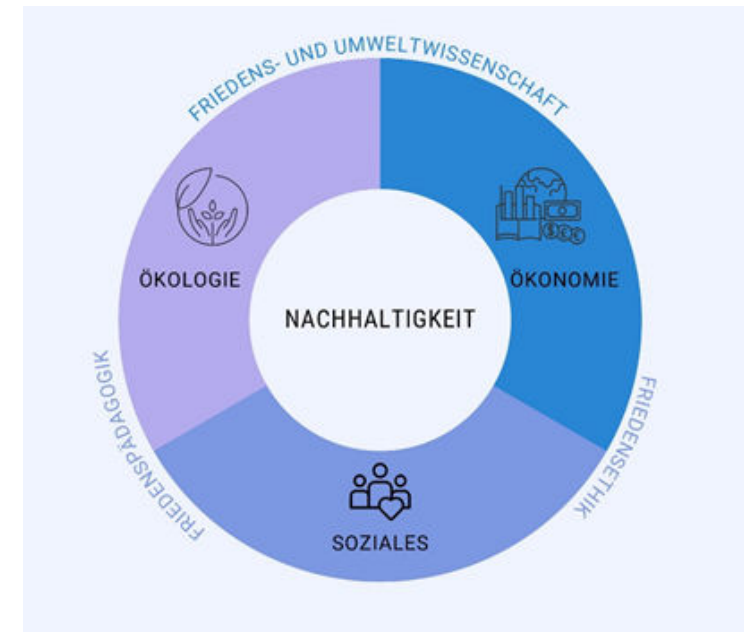 FRIEDENS- UND UMWELTWISSENSCHAFT
ÖKOLOGIE
ÖKONOMIE
NACHHALTIGKEIT
SOZIALES
FRIEDENSPÄDAGOGIK
FRIEDENSETHIK